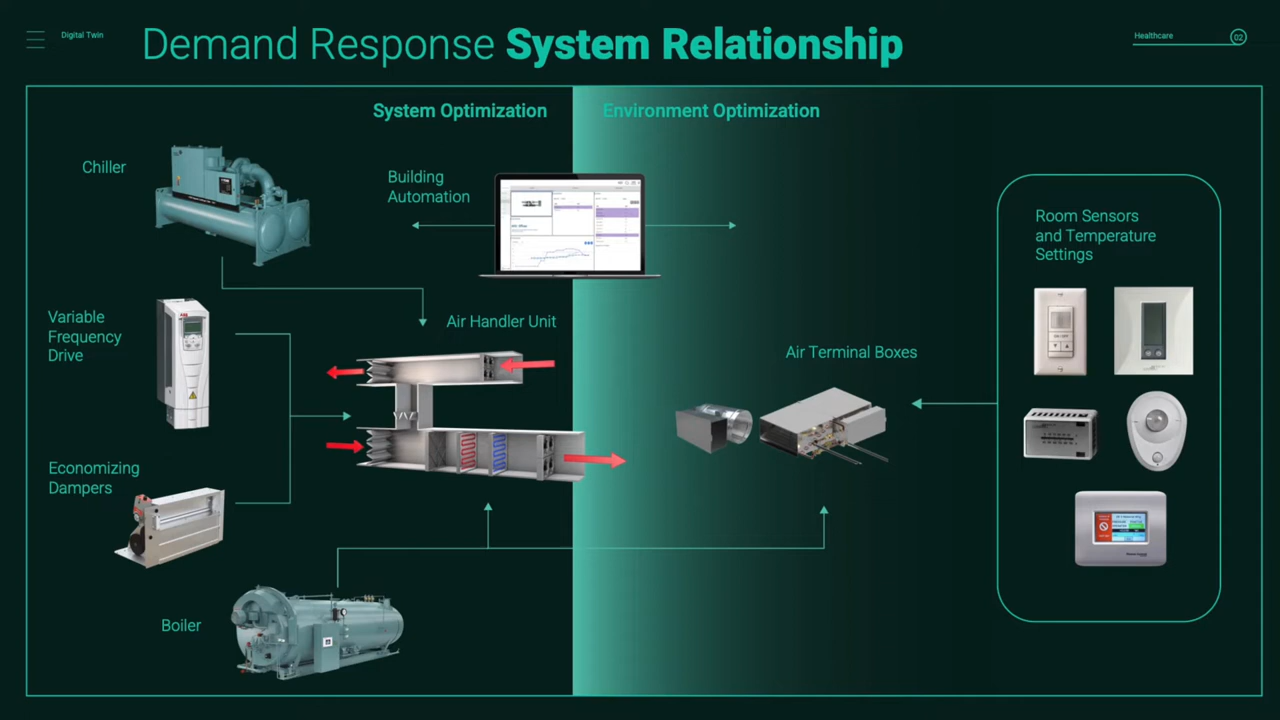 Digital Twin
Demand Response System Relationship
Healthcare
02
System Optimization
Environment Optimization
Chiller
Building
Automation
Room Sensors
and Temperature
Settings
Variable
Frequency
Drive
Air Handler Unit
Air Terminal Boxes
Economizing
Dampers
Boiler